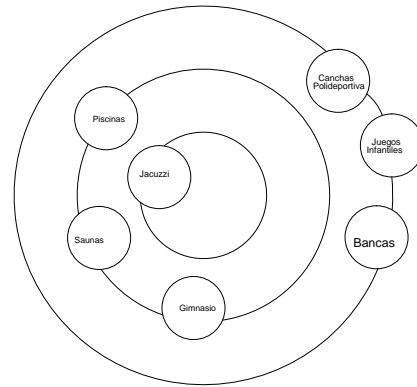 Canchas
Polideportiva
Piscinas
Juegos
Infantiles
Jacuzzi
Saunas
Bancas
Gimnasio